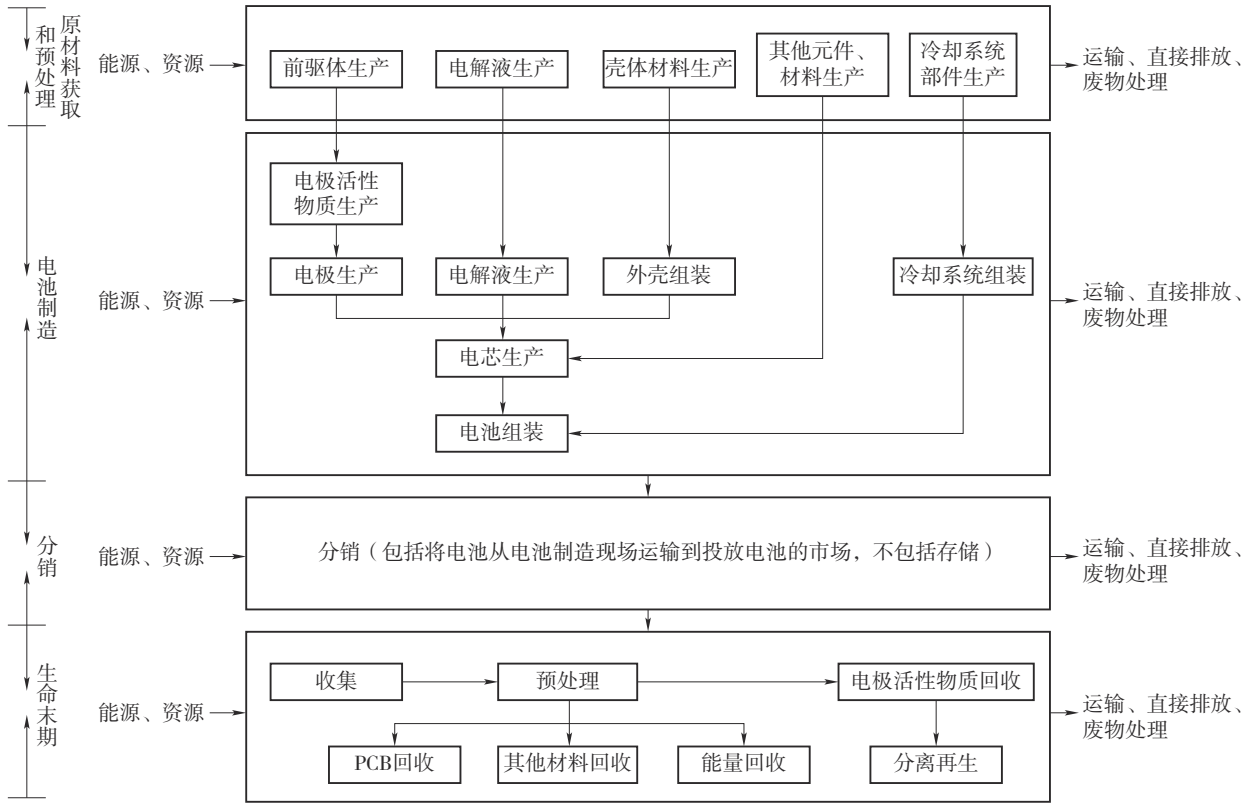 原材料获取
和预处理
能源、资源
前驱体生产
电解液生产
壳体材料生产
其他元件、
材料生产
冷却系统
部件生产
运输、直接排放、
废物处理
电池制造
能源、资源
电极活性
物质生产
电极生产
电解液生产
外壳组装
冷却系统组装
电芯生产
电池组装
运输、直接排放、
废物处理
分销
能源、资源
分销（包括将电池从电池制造现场运输到投放电池的市场，不包括存储）
运输、直接排放、
废物处理
生命末期
能源、资源
收集
预处理
电极活性物质回收
PCB回收
其他材料回收
能量回收
分离再生
运输、直接排放、
废物处理